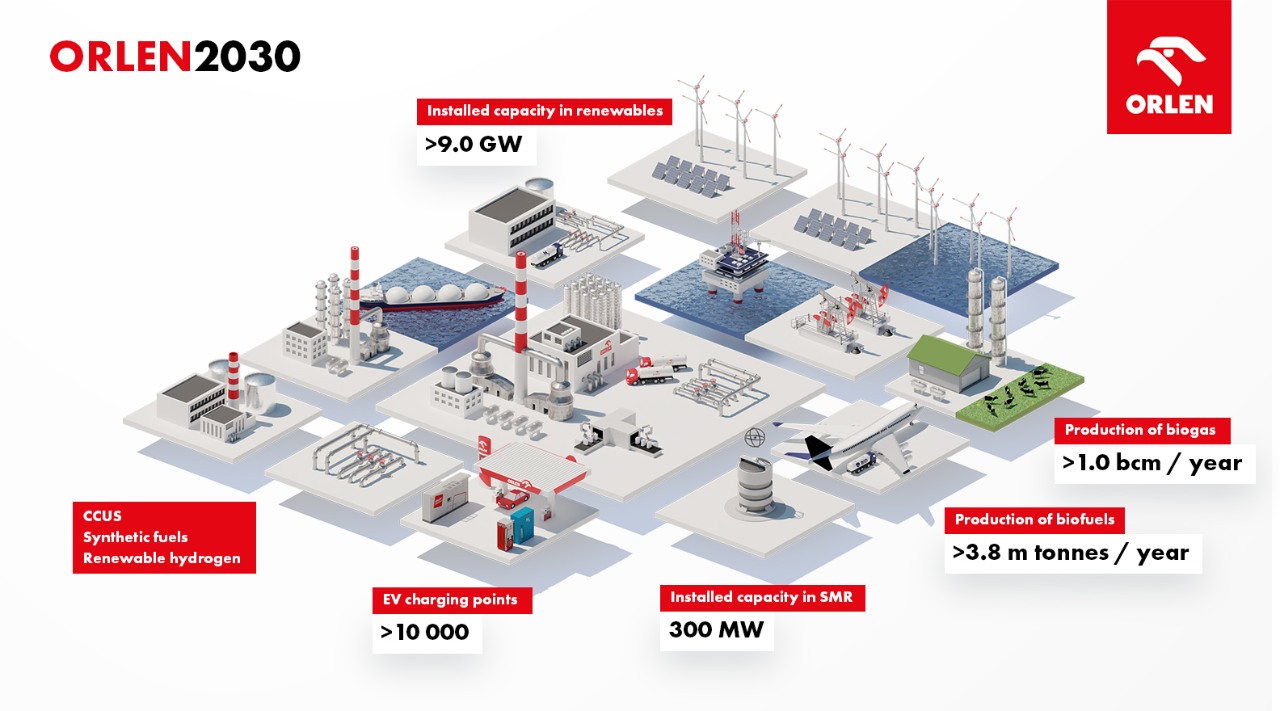 ORLEN2030
ORLEN
Installed capacity in renewables
>9.0 GW
Production of biogas
>1.0 bcm / year
CCUS
Synthetic fuels
Renewable hydrogen
Production of biofuels
>3.8 m tonnes / year
EV charging points
>10 000
Installed capacity in SMR
300 MW